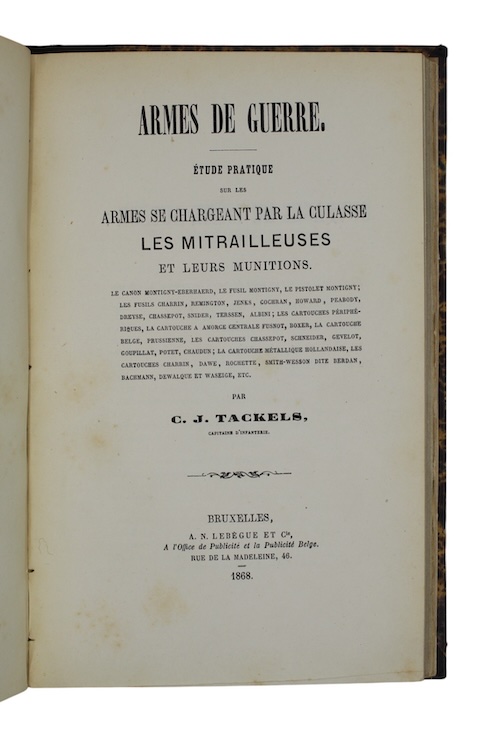 ARMES DE GUERRE.
ÉTUDE PRATIQUE
SUR LES
ARMES SE CHARGEANT PAR LA CULASSE
LES MITRAILLEUSES
ET LEURS MUNITIONS.
LE CANON MONTIGNY-EBERHAERD, LE FUSIL MONTIGNY, LE PISTOLET MONTIGNY;
LES FUSILS CHARRIN, REMINGTON, JENKS, COCHRAN, HOWARD, PEABODY,
DREYSE, CHASSEPOT, SNIDER, TERSSEN, ALBINI; LES CARTOUCHES PÉRIPHÉ-
RIQUES, LA CARTOUCHE A AMORCE CENTRALE FUSNOT, BOXER, LA CARTOUCHE
BELGE, PRUSSIENNE, LES CARTOUCHES CHASSEPOT, SCHNEIDER, GEVELOT,
GOUPILLAT, POTET, CHAUDUN; LA CARTOUCHE MÉTALLIQUE HOLLANDAISE, LES
CARTOUCHES CHARRIN, DAWE, ROCHETTE, SMITH-WESSON DITE BERDAN,
BACHMANN, DEWALQUE ET WASEIGE, ETC.
PAR
C. J. TACKELS,
CAPITAINE D'INFANTERIE.
BRUXELLES,
A. N. LEBÈGUE ET Cie,
A l'Office de Publicité et la Publicité Belge.
RUE DE LA MADELEINE, 46.
1868.